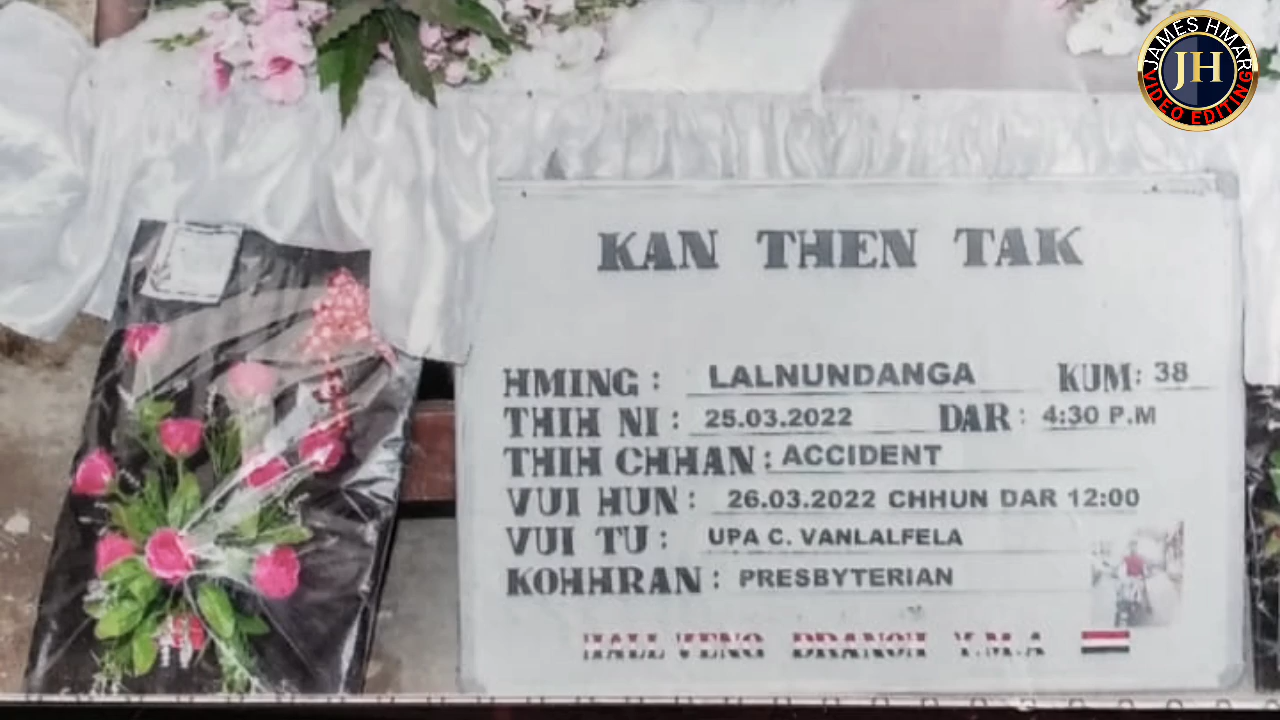 JAMES HMAR
JH
VIDEO EDITING
KAN THEN TAK
HMING : LALNUNDANGA KUM: 38
THIH NI : 25.03.2022 DAR : 4:30 P.M
THIH CHHAN : ACCIDENT
VUI HUN : 26.03.2022 CHHUN DAR 12:00
VUI TU : UPA C. VANLALFELA
KOHHRAN : PRESBYTERIAN
HALL VENG BRANCH Y.M.A